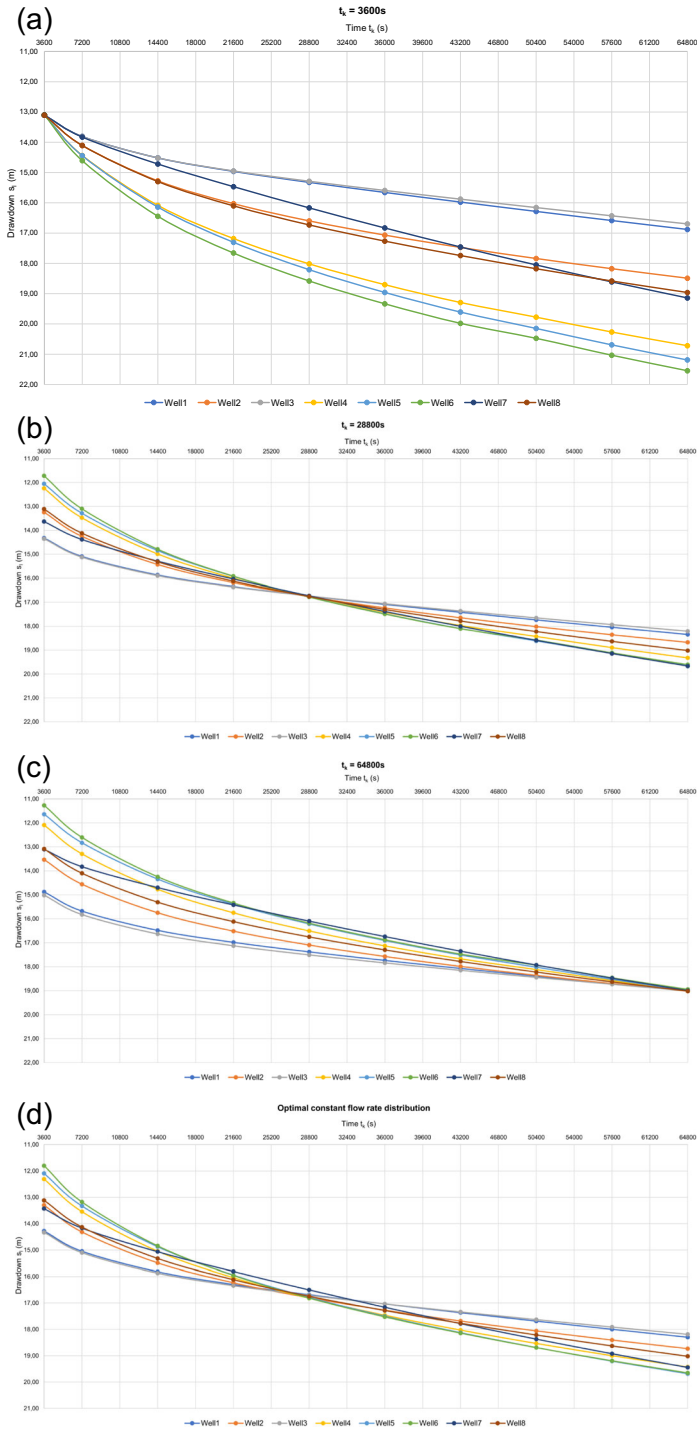 (a)
t_k = 3600s
Time t_k (s)
3600 7200 10800 14400 18000 21600 25200 28800 32400 36000 39600 43200 46800 50400 54000 57600 61200 64800
11,00
12,00
13,00
14,00
15,00
16,00
17,00
18,00
19,00
20,00
21,00
22,00
Drawdown s_i (m)
Well1 Well2 Well3 Well4 Well5 Well6 Well7 Well8
(b)
t_k = 28800s
Time t_k (s)
3600 7200 10800 14400 18000 21600 25200 28800 32400 36000 39600 43200 46800 50400 54000 57600 61200 64800
11,00
12,00
13,00
14,00
15,00
16,00
17,00
18,00
19,00
20,00
21,00
22,00
Drawdown s_i (m)
Well1 Well2 Well3 Well4 Well5 Well6 Well7 Well8
(c)
t_k = 64800s
Time t_k (s)
3600 7200 10800 14400 18000 21600 25200 28800 32400 36000 39600 43200 46800 50400 54000 57600 61200 64800
11,00
12,00
13,00
14,00
15,00
16,00
17,00
18,00
19,00
20,00
21,00
22,00
Drawdown s_i (m)
Well1 Well2 Well3 Well4 Well5 Well6 Well7 Well8
(d)
Optimal constant flow rate distribution
Time t_k (s)
3600 7200 10800 14400 18000 21600 25200 28800 32400 36000 39600 43200 46800 50400 54000 57600 61200 64800
11,00
12,00
13,00
14,00
15,00
16,00
17,00
18,00
19,00
20,00
21,00
Drawdown s_i (m)
Well1 Well2 Well3 Well4 Well5 Well6 Well7 Well8